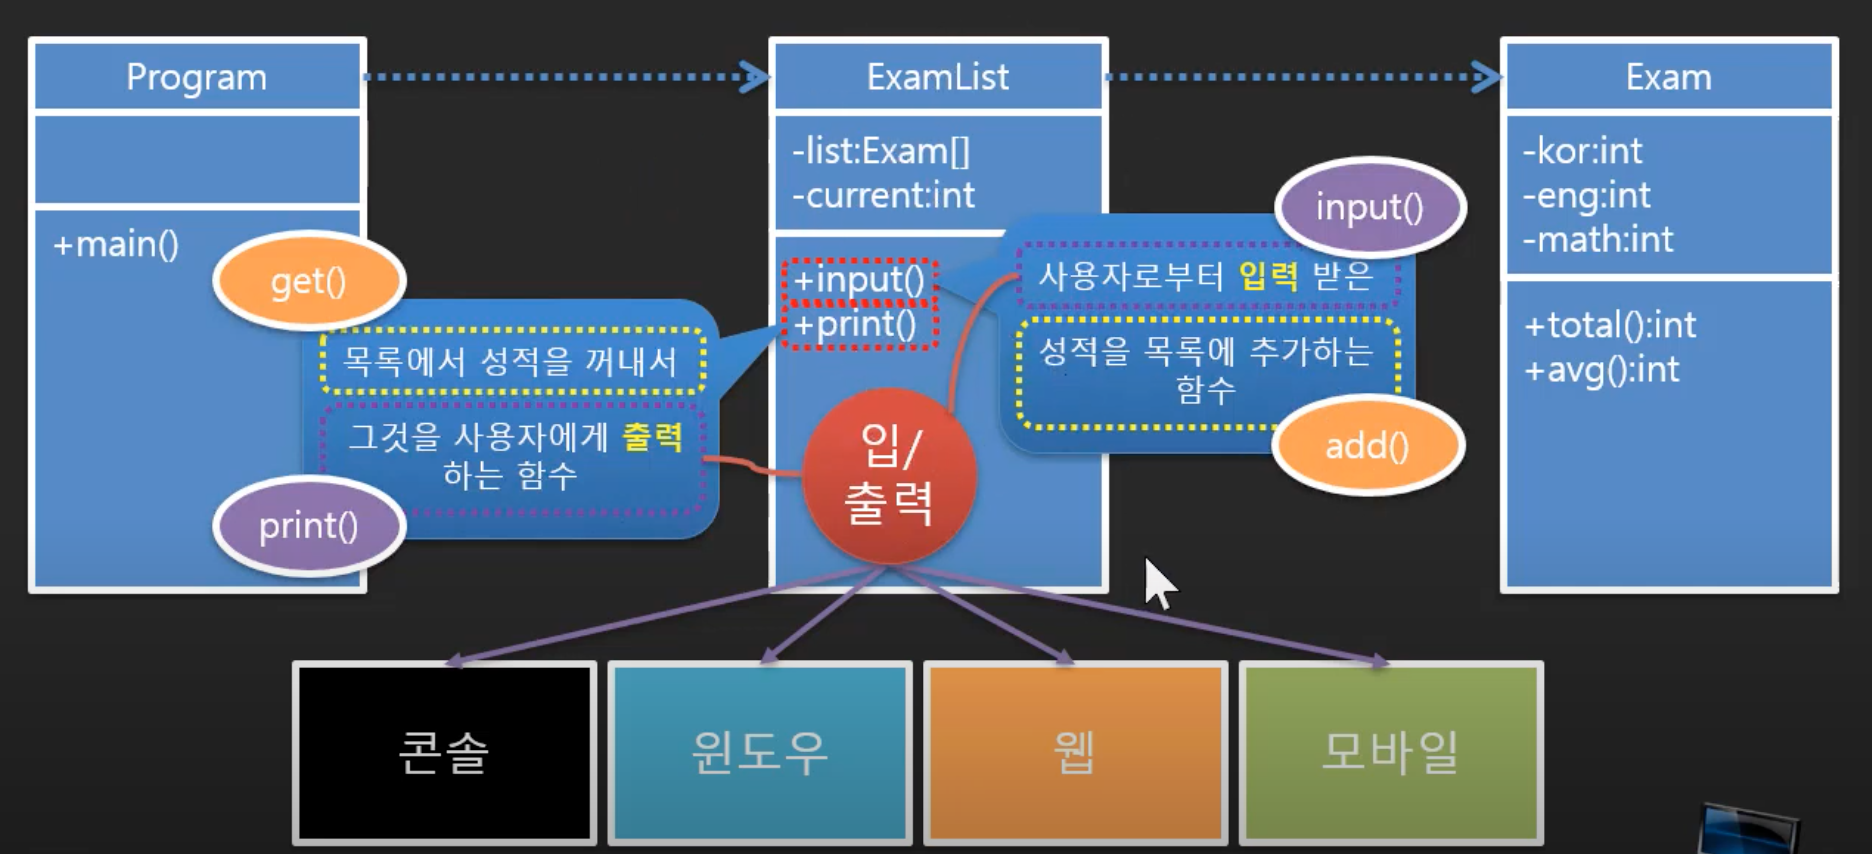 Program
+main()
get()
목록에서 성적을 꺼내서
그것을 사용자에게 출력
하는 함수
print()
ExamList
-list:Exam[]
-current:int
+input()
+print()
입/
출력
input()
사용자로부터 입력 받은
성적을 목록에 추가하는
함수
add()
Exam
-kor:int
-eng:int
-math:int
+total():int
+avg():int
콘솔
윈도우
웹
모바일